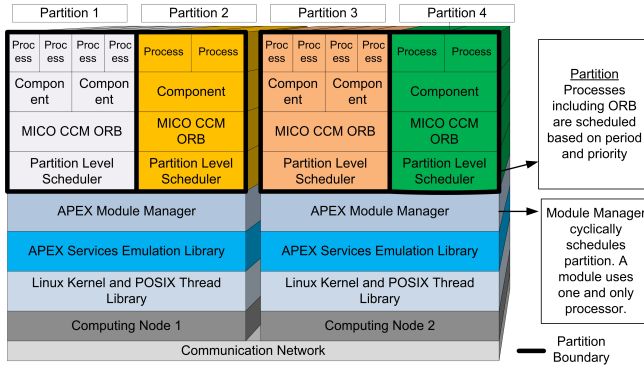 Partition 1
Partition 2
Partition 3
Partition 4
Proc
ess
Proc
ess
Proc
ess
Proc
ess
Process
Process
Proc
ess
Proc
ess
Proc
ess
Proc
ess
Process
Process
Compon
ent
Compon
ent
Component
Compon
ent
Compon
ent
Component
MICO CCM ORB
MICO CCM
ORB
MICO CCM ORB
MICO CCM
ORB
Partition Level
Scheduler
Partition Level
Scheduler
Partition Level
Scheduler
Partition Level
Scheduler
APEX Module Manager
APEX Module Manager
APEX Services Emulation Library
APEX Services Emulation Library
Linux Kernel and POSIX Thread
Library
Linux Kernel and POSIX Thread
Library
Computing Node 1
Computing Node 2
Communication Network
Partition
Processes
including ORB
are scheduled
based on period
and priority
Module Manager
cyclically
schedules
partition. A
module uses
one and only
processor.
Partition
Boundary